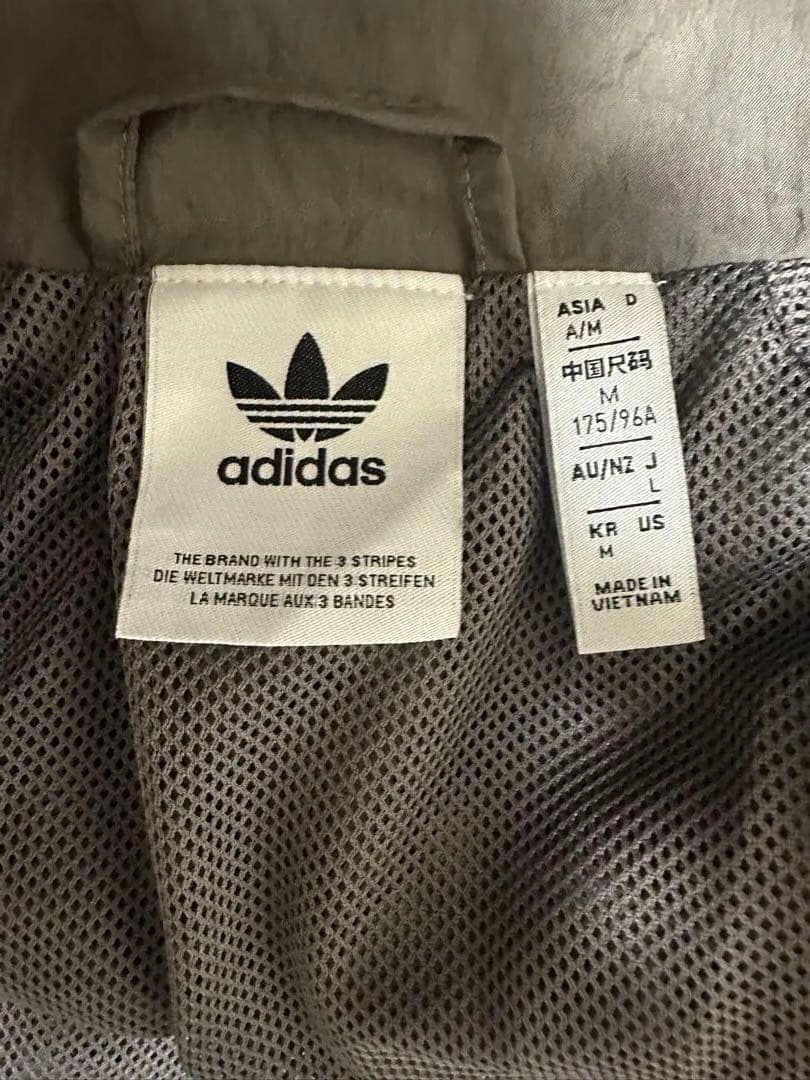 adidas
THE BRAND WITH THE 3 STRIPES
DIE WELTMARKE MIT DEN 3 STREIFEN
LA MARQUE AUX 3 BANDES
ASIA D
A/M
中国尺码
M
175/96A
AU/NZ J
L
KR US
M
MADE IN
VIETNAM